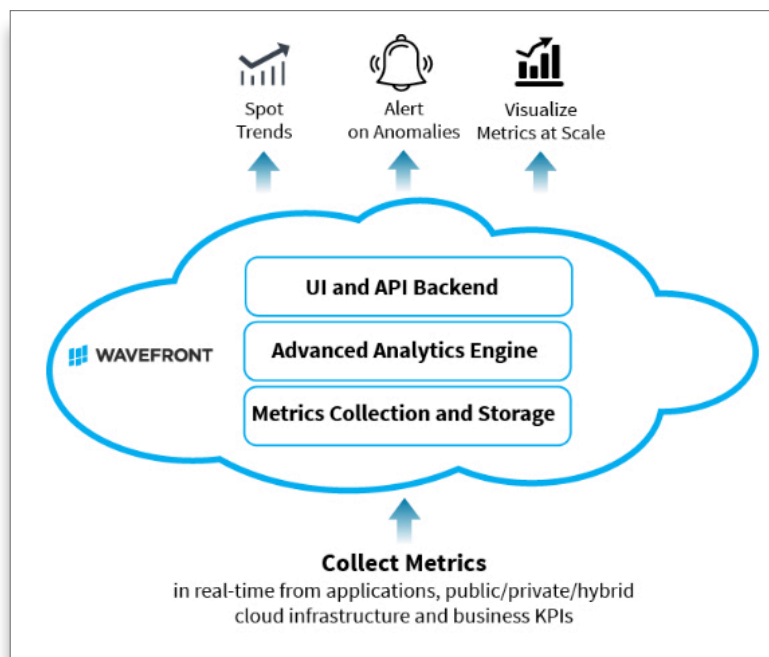 Spot
Trends
Alert
on Anomalies
Visualize
Metrics at Scale
UI and API Backend
WAVEFRONT
Advanced Analytics Engine
Metrics Collection and Storage
Collect Metrics
in real-time from applications, public/private/hybrid
cloud infrastructure and business KPIs